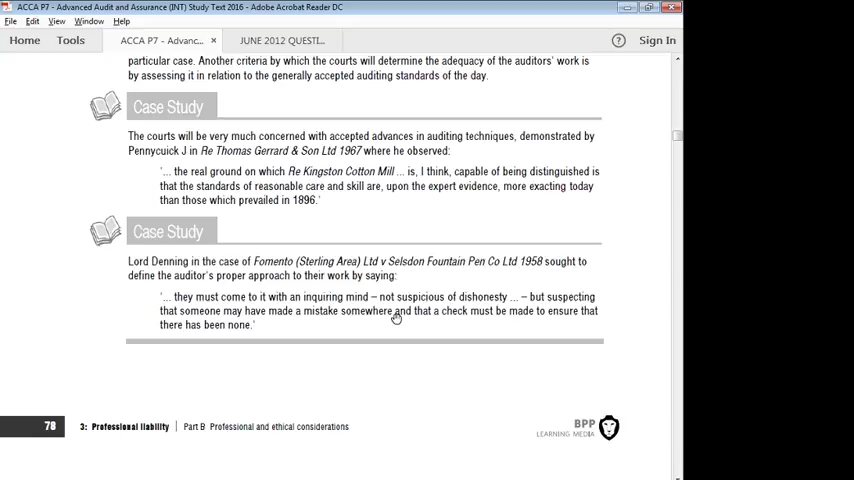 ACCA P7 - Advanced Audit and Assurance (INT) Study Text 2016 - Adobe Acrobat Reader DC
File Edit View Window Help
Home Tools ACCA P7 - Advanc... × JUNE 2012 QUESTI... ? Sign In
particular case. Another criteria by which the courts will determine the adequacy of the auditors' work is
by assessing it in relation to the generally accepted auditing standards of the day.
Case Study
The courts will be very much concerned with accepted advances in auditing techniques, demonstrated by
Pennycuick J in Re Thomas Gerrard & Son Ltd 1967 where he observed:
'... the real ground on which Re Kingston Cotton Mill ... is, I think, capable of being distinguished is
that the standards of reasonable care and skill are, upon the expert evidence, more exacting today
than those which prevailed in 1896.'
Case Study
Lord Denning in the case of Fomento (Sterling Area) Ltd v Selsdon Fountain Pen Co Ltd 1958 sought to
define the auditor's proper approach to their work by saying:
'... they must come to it with an inquiring mind – not suspicious of dishonesty ... – but suspecting
that someone may have made a mistake somewhere and that a check must be made to ensure that
there has been none.'
78 3: Professional liability | Part B Professional and ethical considerations
BPP
LEARNING MEDIA